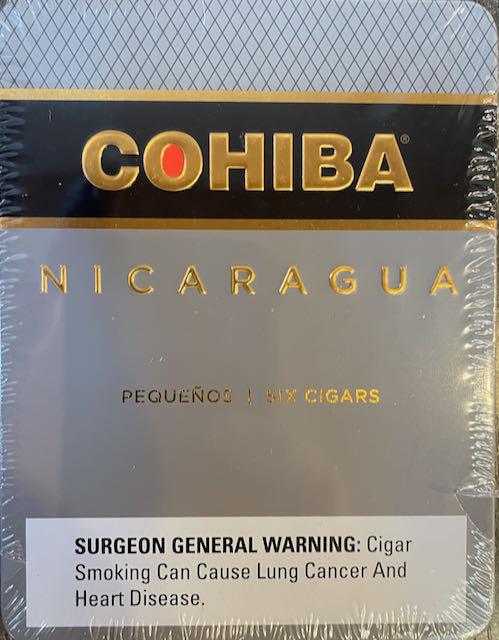 COHIBA®
NICARAGUA
PEQUEÑOS | SIX CIGARS
SURGEON GENERAL WARNING: Cigar
Smoking Can Cause Lung Cancer And
Heart Disease.